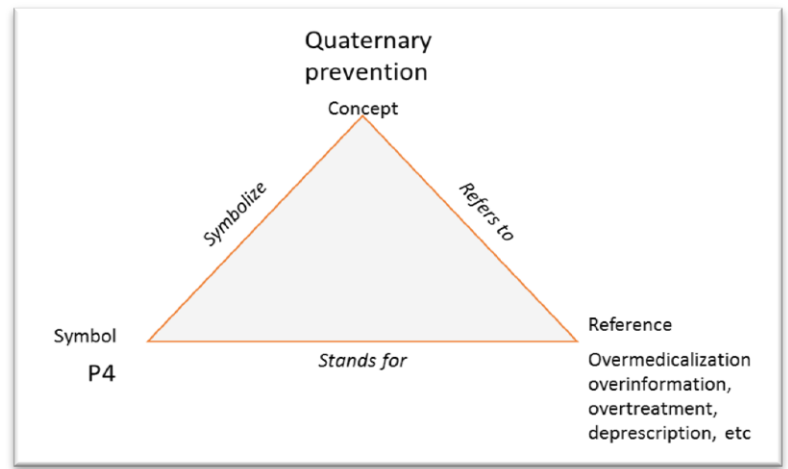 Quaternary
prevention
Concept
Symbolize
Refers to
Symbol
P4
Stands for
Reference
Overmedicalization
overinformation,
overtreatment,
deprescription, etc